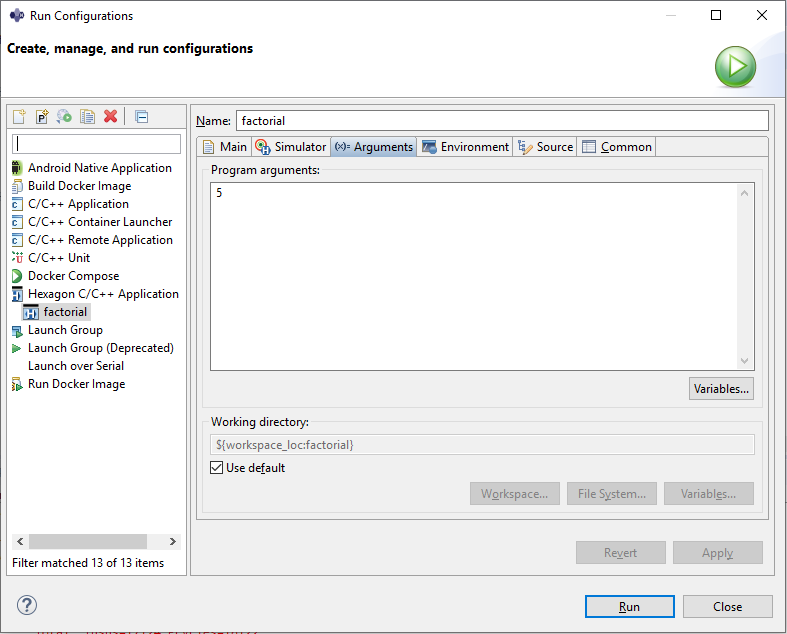 Run Configurations
Create, manage, and run configurations
Name: factorial
Main Simulator (x)= Arguments Environment Source Common
Android Native Application
Build Docker Image
C/C++ Application
C/C++ Container Launcher
C/C++ Remote Application
C/C++ Unit
Docker Compose
Hexagon C/C++ Application
factorial
Launch Group
Launch Group (Deprecated)
Launch over Serial
Run Docker Image
Filter matched 13 of 13 items
Program arguments:
5
Variables...
Working directory:
${workspace_loc:factorial}
Use default
Workspace... File System... Variables...
Revert Apply
Run Close